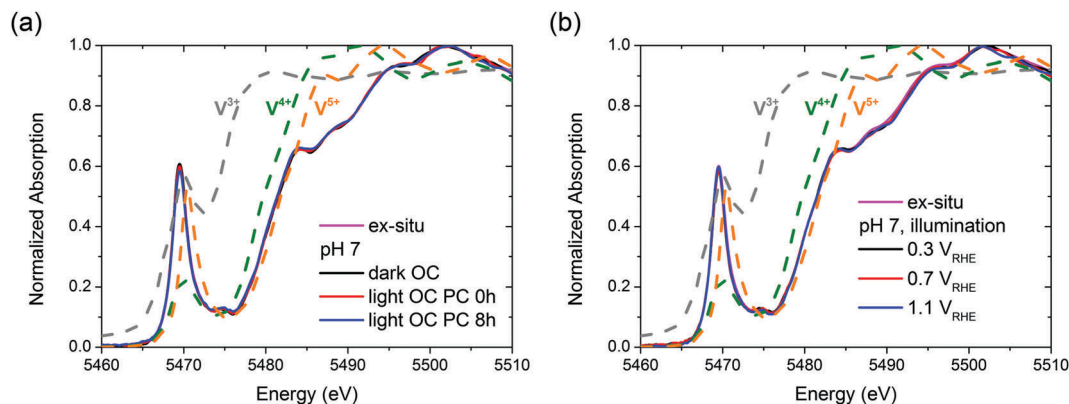 (a)
1.0
0.8
0.6
0.4
0.2
0.0
Normalized Absorption
V3+
V4+
V5+
ex-situ
pH 7
dark OC
light OC PC 0h
light OC PC 8h
5460
5470
5480
5490
5500
5510
Energy (eV)
(b)
1.0
0.8
0.6
0.4
0.2
0.0
Normalized Absorption
V3+
V4+
V5+
ex-situ
pH 7, illumination
0.3 VRHE
0.7 VRHE
1.1 VRHE
5460
5470
5480
5490
5500
5510
Energy (eV)